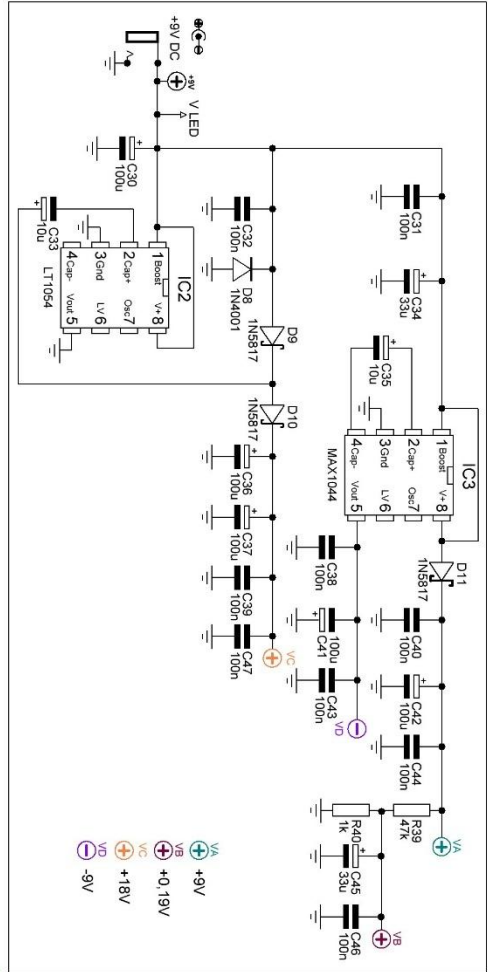 +9V DC
+9V
V LED
C30
100u
C33
10u
IC2
1 Boost
2 Cap+
3 Gnd
4 Cap-
V+ 8
Osc 7
LV 6
Vout 5
LT1054
C32
100n
D8
1N4001
D9
1N5817
D10
1N5817
C36
100u
C37
100u
C39
100n
C47
100n
VC
C31
100n
C34
33u
C35
10u
IC3
1 Boost
2 Cap+
3 Gnd
4 Cap-
V+ 8
Osc 7
LV 6
Vout 5
MAX1044
C38
100n
C41
100u
C43
100n
VD
D11
1N5817
C40
100n
C42
100u
C44
100n
R39
47k
R40
1k
C45
33u
C46
100n
VA
VB
VA
+9V
VB
+0,19V
VC
+18V
VD
-9V